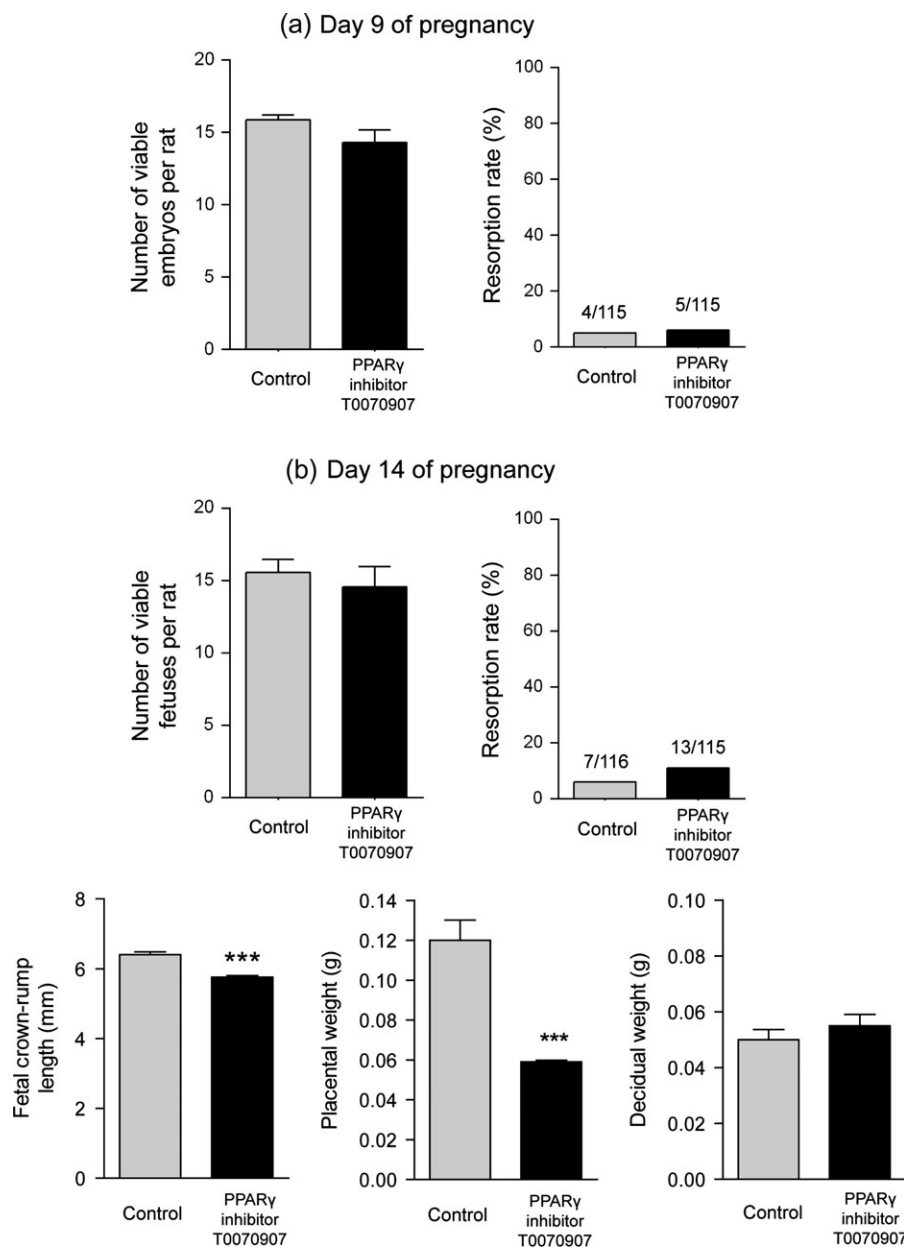 (a) Day 9 of pregnancy
Number of viable
embryos per rat
20
15
10
5
0
Control
PPARγ
inhibitor
T0070907
Resorption rate (%)
100
80
60
40
20
0
4/115
5/115
Control
PPARγ
inhibitor
T0070907
(b) Day 14 of pregnancy
Number of viable
fetuses per rat
20
15
10
5
0
Control
PPARγ
inhibitor
T0070907
Resorption rate (%)
100
80
60
40
20
0
7/116
13/115
Control
PPARγ
inhibitor
T0070907
Fetal crown-rump
length (mm)
8
6
4
2
0
***
Control
PPARγ
inhibitor
T0070907
Placental weight (g)
0.14
0.12
0.10
0.08
0.06
0.04
0.02
0.00
***
Control
PPARγ
inhibitor
T0070907
Decidual weight (g)
0.10
0.08
0.06
0.04
0.02
0.00
Control
PPARγ
inhibitor
T0070907